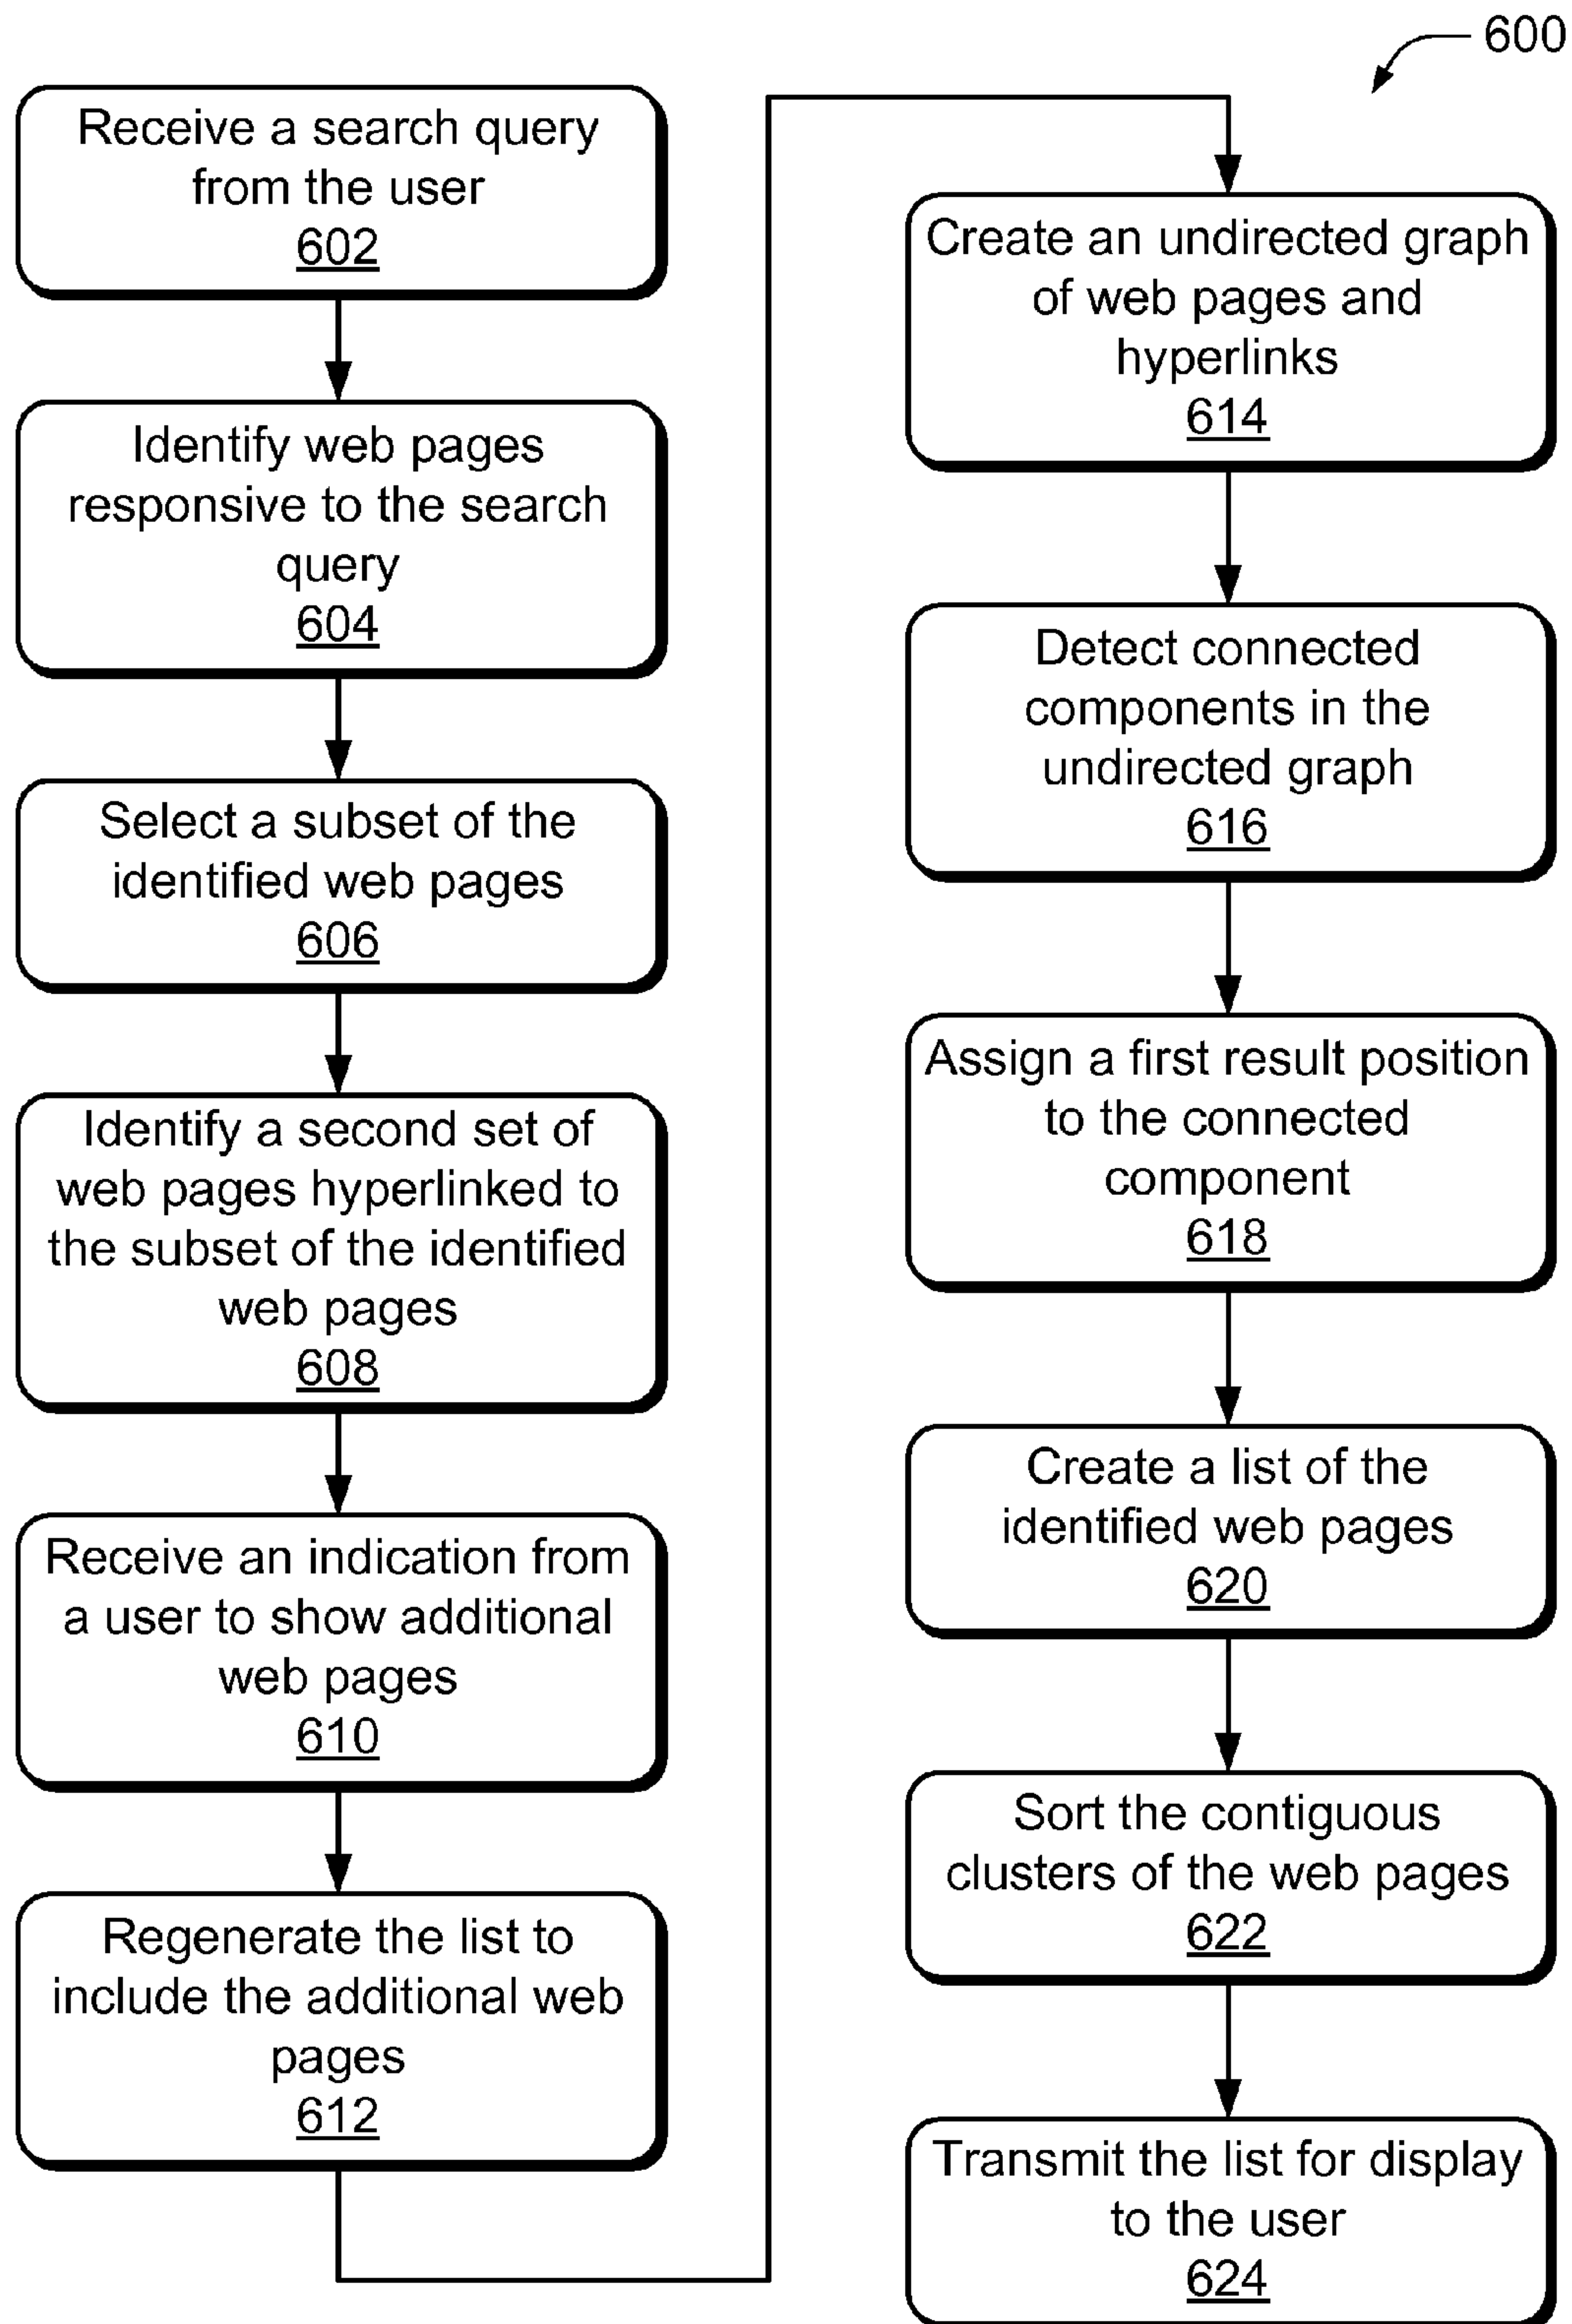 600
Receive a search query
from the user
602
Identify web pages
responsive to the search
query
604
Select a subset of the
identified web pages
606
Identify a second set of
web pages hyperlinked to
the subset of the identified
web pages
608
Receive an indication from
a user to show additional
web pages
610
Regenerate the list to
include the additional web
pages
612
Create an undirected graph
of web pages and
hyperlinks
614
Detect connected
components in the
undirected graph
616
Assign a first result position
to the connected
component
618
Create a list of the
identified web pages
620
Sort the contiguous
clusters of the web pages
622
Transmit the list for display
to the user
624